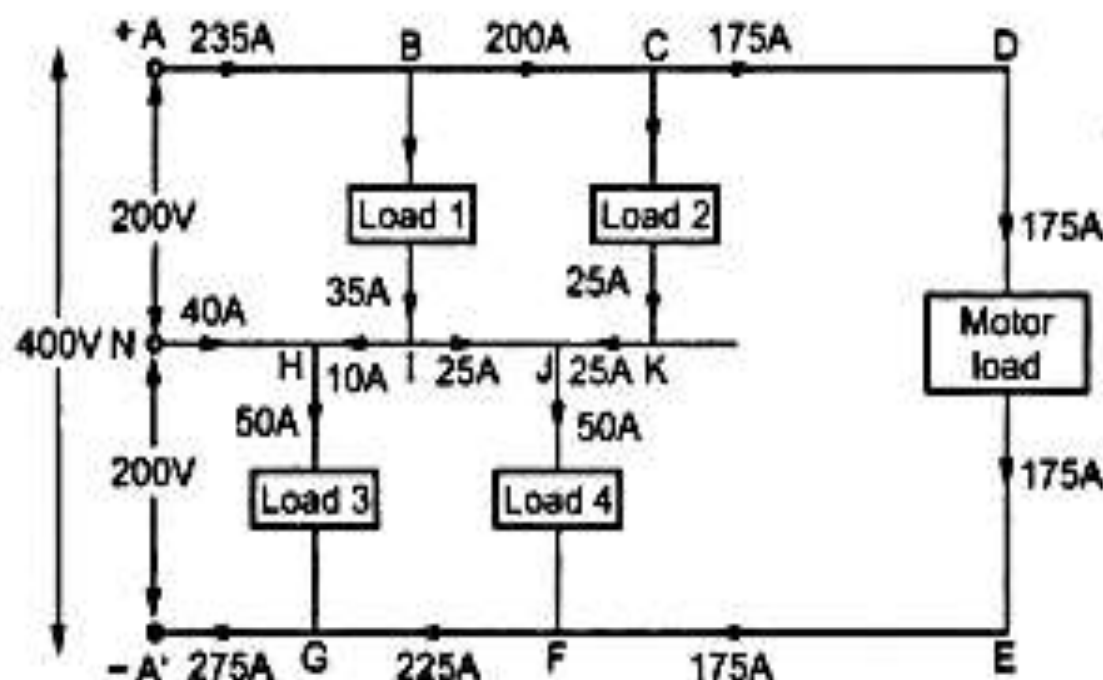 + A 235A B 200A C 175A D
Load 1 Load 2
200V 175A
35A 25A
40A
Motor
load
400V N
H 10A I 25A J 25A K
50A 50A
200V 175A
Load 3 Load 4
- A' 275A G 225A F 175A E